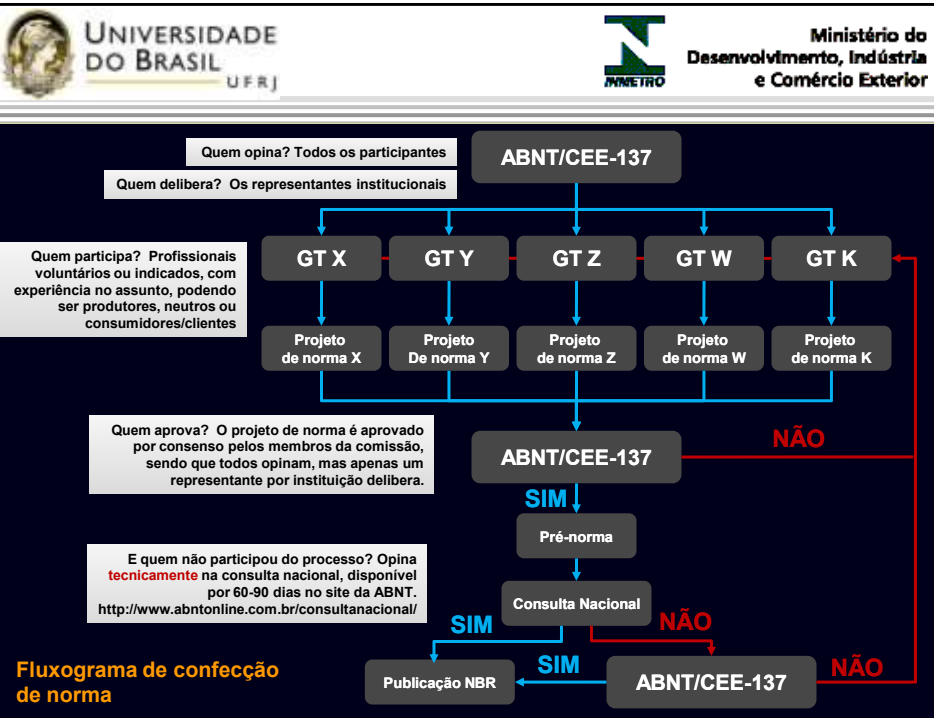 UNIVERSIDADE
DO BRASIL
UFRJ
INMETRO
Ministério do
Desenvolvimento, Indústria
e Comércio Exterior
Quem opina? Todos os participantes
ABNT/CEE-137
Quem delibera? Os representantes institucionais
Quem participa? Profissionais
voluntários ou indicados, com
experiência no assunto, podendo
ser produtores, neutros ou
consumidores/clientes
GT X
GT Y
GT Z
GT W
GT K
Projeto
de norma X
Projeto
De norma Y
Projeto
de norma Z
Projeto
de norma W
Projeto
de norma K
Quem aprova? O projeto de norma é aprovado
por consenso pelos membros da comissão,
sendo que todos opinam, mas apenas um
representante por instituição delibera.
ABNT/CEE-137
NÃO
SIM
Pré-norma
E quem não participou do processo? Opina
tecnicamente na consulta nacional, disponível
por 60-90 dias no site da ABNT.
http://www.abntonline.com.br/consultanacional/
Consulta Nacional
SIM
NÃO
Fluxograma de confecção
de norma
Publicação NBR
SIM
ABNT/CEE-137
NÃO